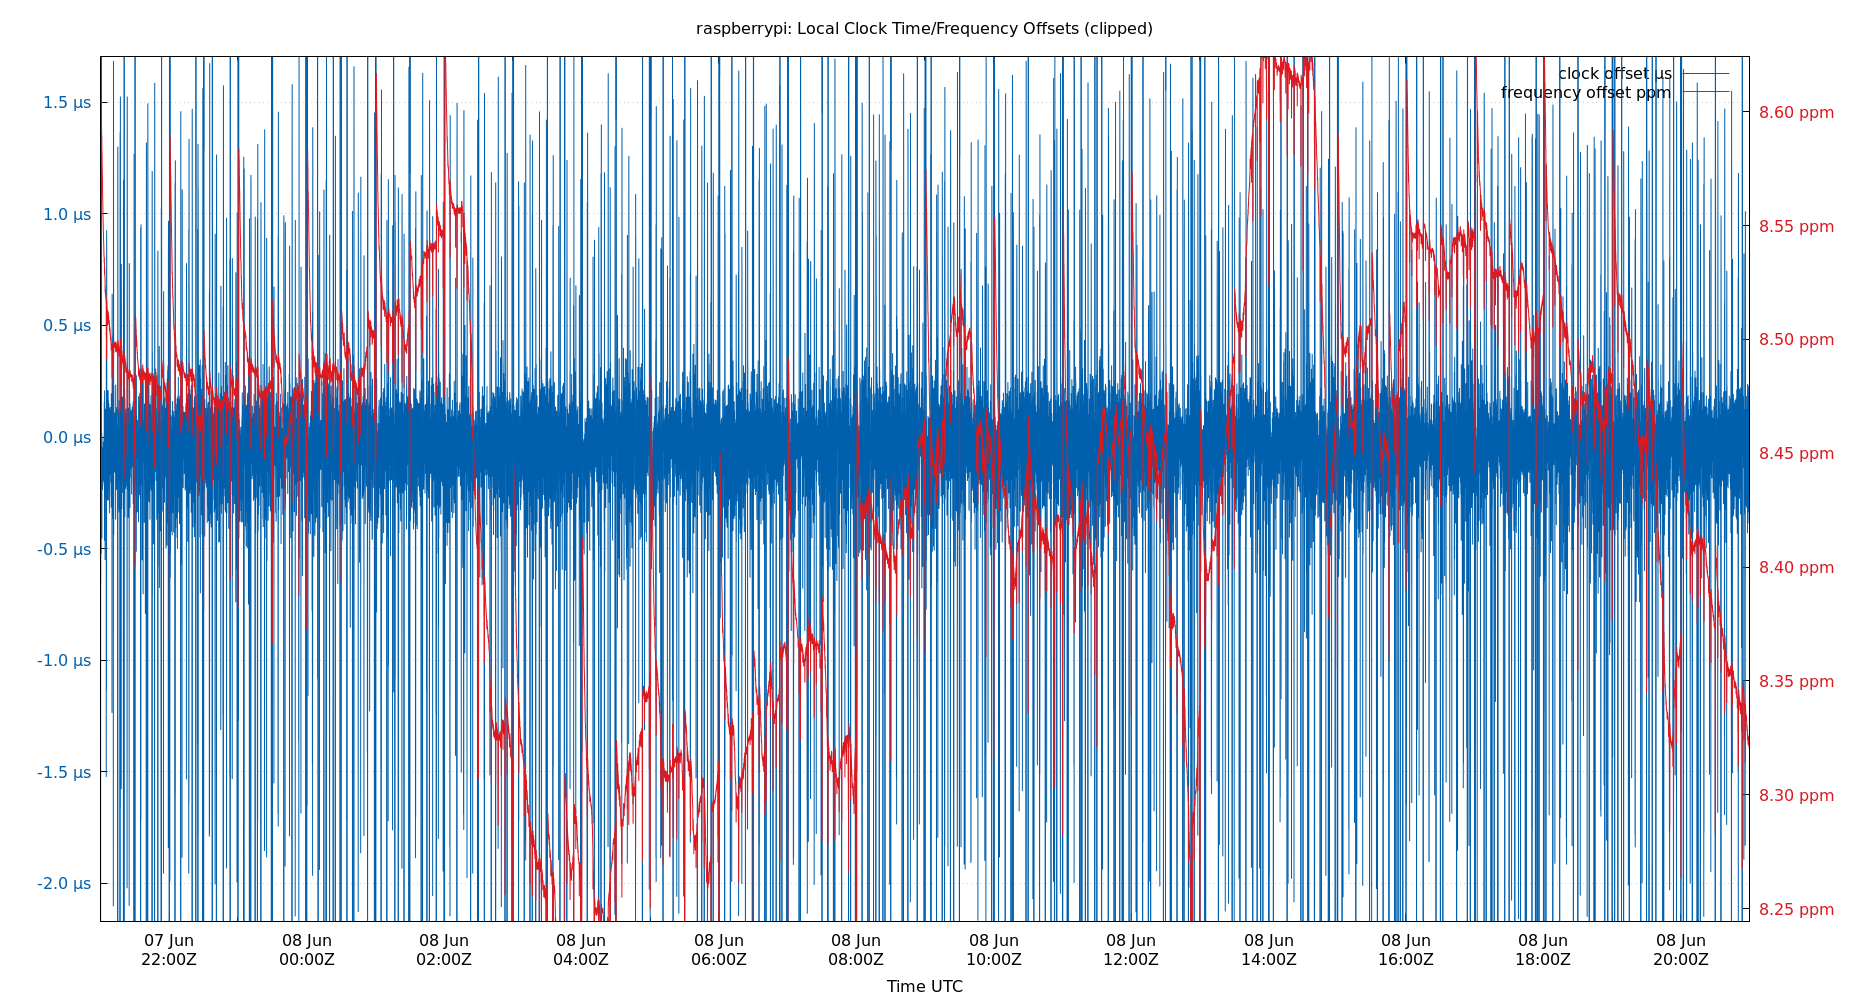 raspberrypi: Local Clock Time/Frequency Offsets (clipped)
clock offset µs
frequency offset ppm
1.5 µs
1.0 µs
0.5 µs
0.0 µs
-0.5 µs
-1.0 µs
-1.5 µs
-2.0 µs
8.60 ppm
8.55 ppm
8.50 ppm
8.45 ppm
8.40 ppm
8.35 ppm
8.30 ppm
8.25 ppm
07 Jun
22:00Z
08 Jun
00:00Z
08 Jun
02:00Z
08 Jun
04:00Z
08 Jun
06:00Z
08 Jun
08:00Z
08 Jun
10:00Z
08 Jun
12:00Z
08 Jun
14:00Z
08 Jun
16:00Z
08 Jun
18:00Z
08 Jun
20:00Z
Time UTC